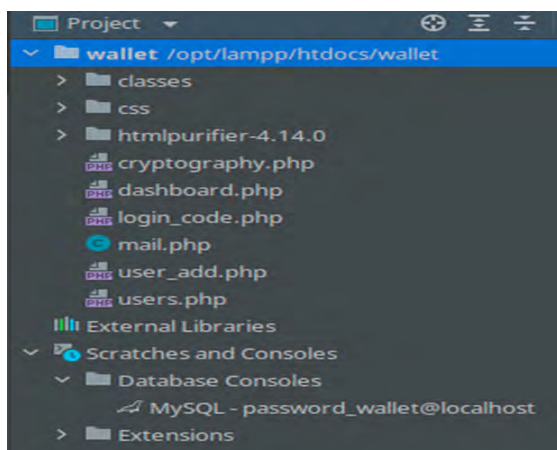 Project
wallet /opt/lampp/htdocs/wallet
classes
css
htmlpurifier-4.14.0
cryptography.php
dashboard.php
login_code.php
mail.php
user_add.php
users.php
External Libraries
Scratches and Consoles
Database Consoles
MySQL - password_wallet@localhost
Extensions